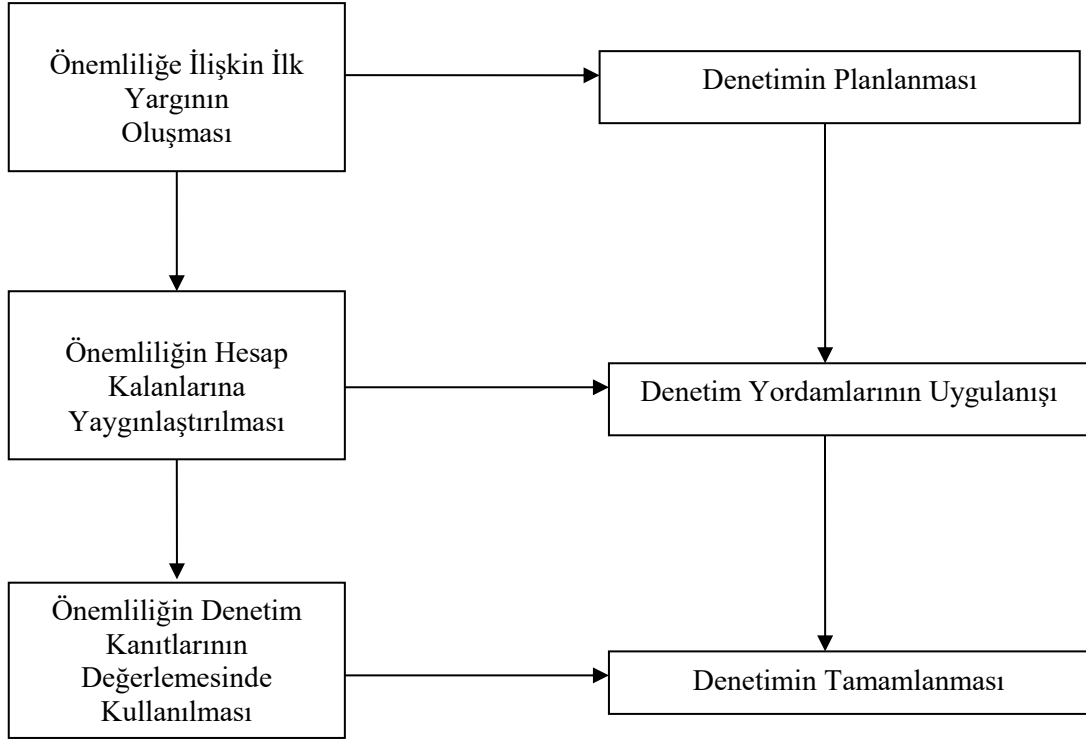 Önemliliğe İlişkin İlk
Yargının
Oluşması
Denetimin Planlanması
Önemliliğin Hesap
Kalanlarına
Yaygınlaştırılması
Denetim Yordamlarının Uygulanışı
Önemliliğin Denetim
Kanıtlarının
Değerlemesinde
Kullanılması
Denetimin Tamamlanması